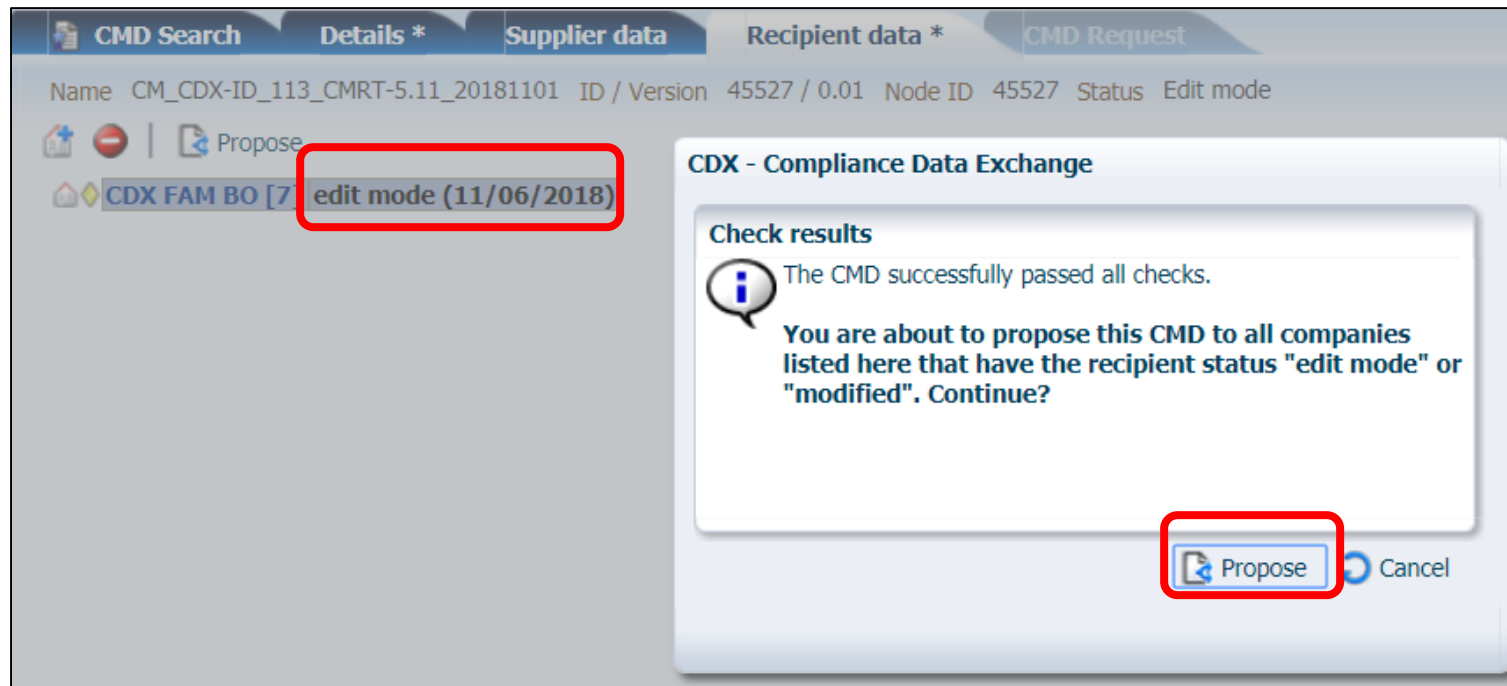 CMD Search Details * Supplier data Recipient data * CMD Request
Name CM_CDX-ID_113_CMRT-5.11_20181101 ID / Version 45527 / 0.01 Node ID 45527 Status Edit mode
Propose
CDX FAM BO [7] edit mode (11/06/2018)
CDX - Compliance Data Exchange
Check results
The CMD successfully passed all checks.
You are about to propose this CMD to all companies
listed here that have the recipient status "edit mode" or
"modified". Continue?
Propose Cancel